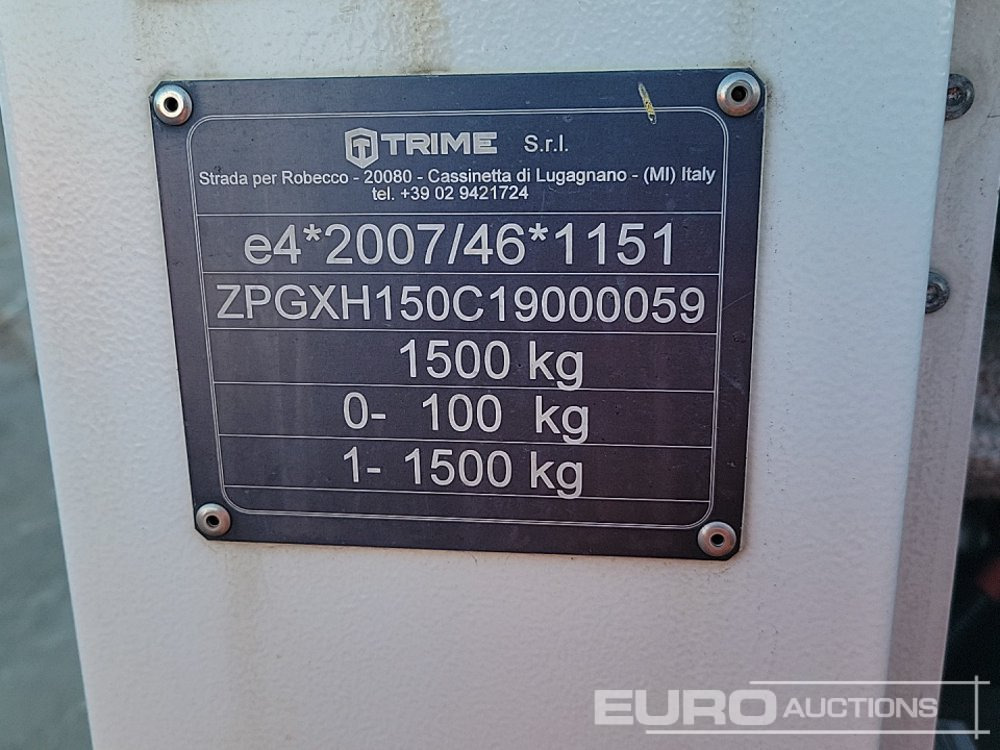 TRIME S.r.l.
Strada per Robecco - 20080 - Cassinetta di Lugagnano - (MI) Italy
tel. +39 02 9421724
e4*2007/46*1151
ZPGXH150C19000059
1500 kg
0- 100 kg
1- 1500 kg
EURO AUCTIONS